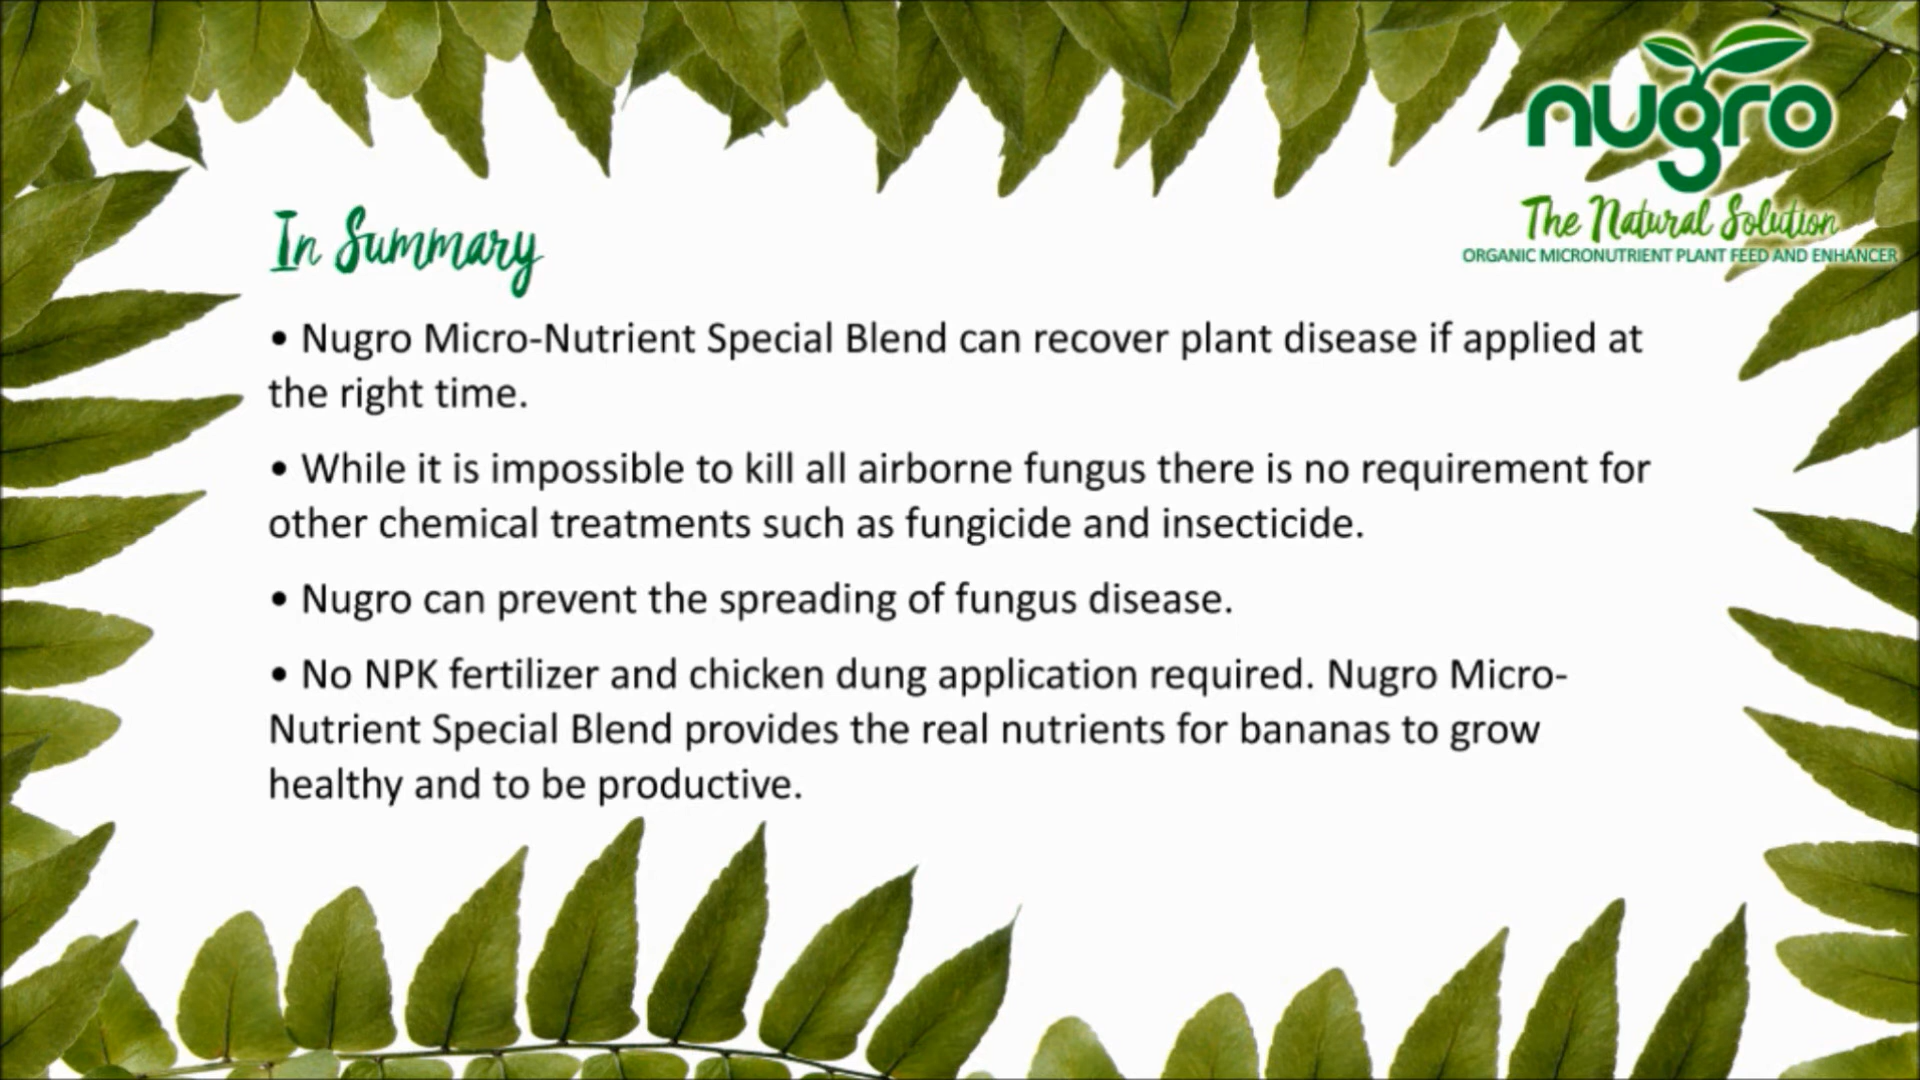 nugro
The Natural Solution
ORGANIC MICRONUTRIENT PLANT FEED AND ENHANCER
In Summary
• Nugro Micro-Nutrient Special Blend can recover plant disease if applied at
the right time.
• While it is impossible to kill all airborne fungus there is no requirement for
other chemical treatments such as fungicide and insecticide.
• Nugro can prevent the spreading of fungus disease.
• No NPK fertilizer and chicken dung application required. Nugro Micro-
Nutrient Special Blend provides the real nutrients for bananas to grow
healthy and to be productive.